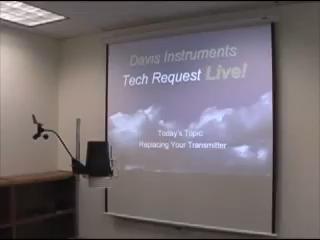 Davis Instruments
Tech Request Live!
Today's Topic
Replacing Your Transmitter